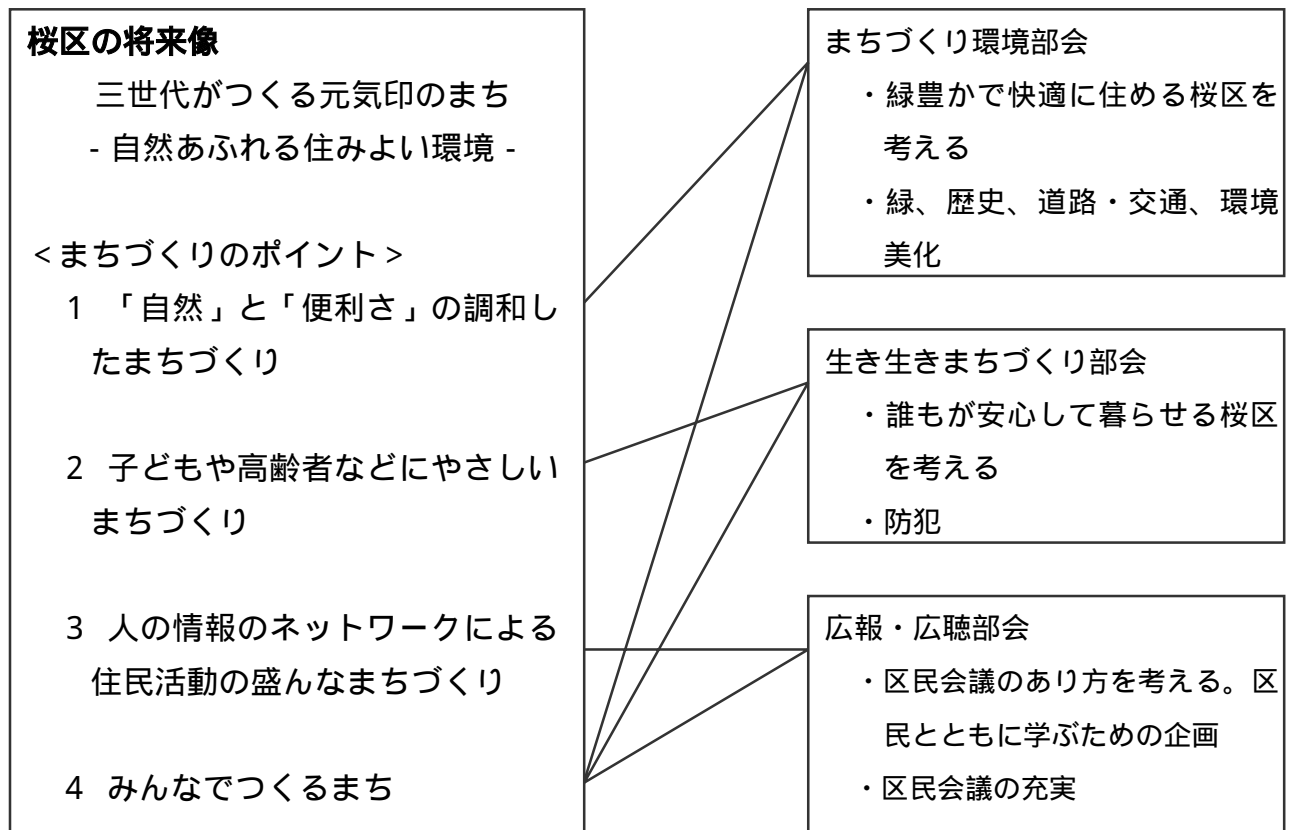 桜区の将来像
三世代がつくる元気印のまち
- 自然あふれる住みよい環境 -
<まちづくりのポイント>
1 「自然」と「便利さ」の調和し
たまちづくり
2 子どもや高齢者などにやさしい
まちづくり
3 人の情報のネットワークによる
住民活動の盛んなまちづくり
4 みんなでつくるまち
まちづくり環境部会
・緑豊かで快適に住める桜区を
考える
・緑、歴史、道路・交通、環境
美化
生き生きまちづくり部会
・誰もが安心して暮らせる桜区
を考える
・防犯
広報・広聴部会
・区民会議のあり方を考える。区
民とともに学ぶための企画
・区民会議の充実